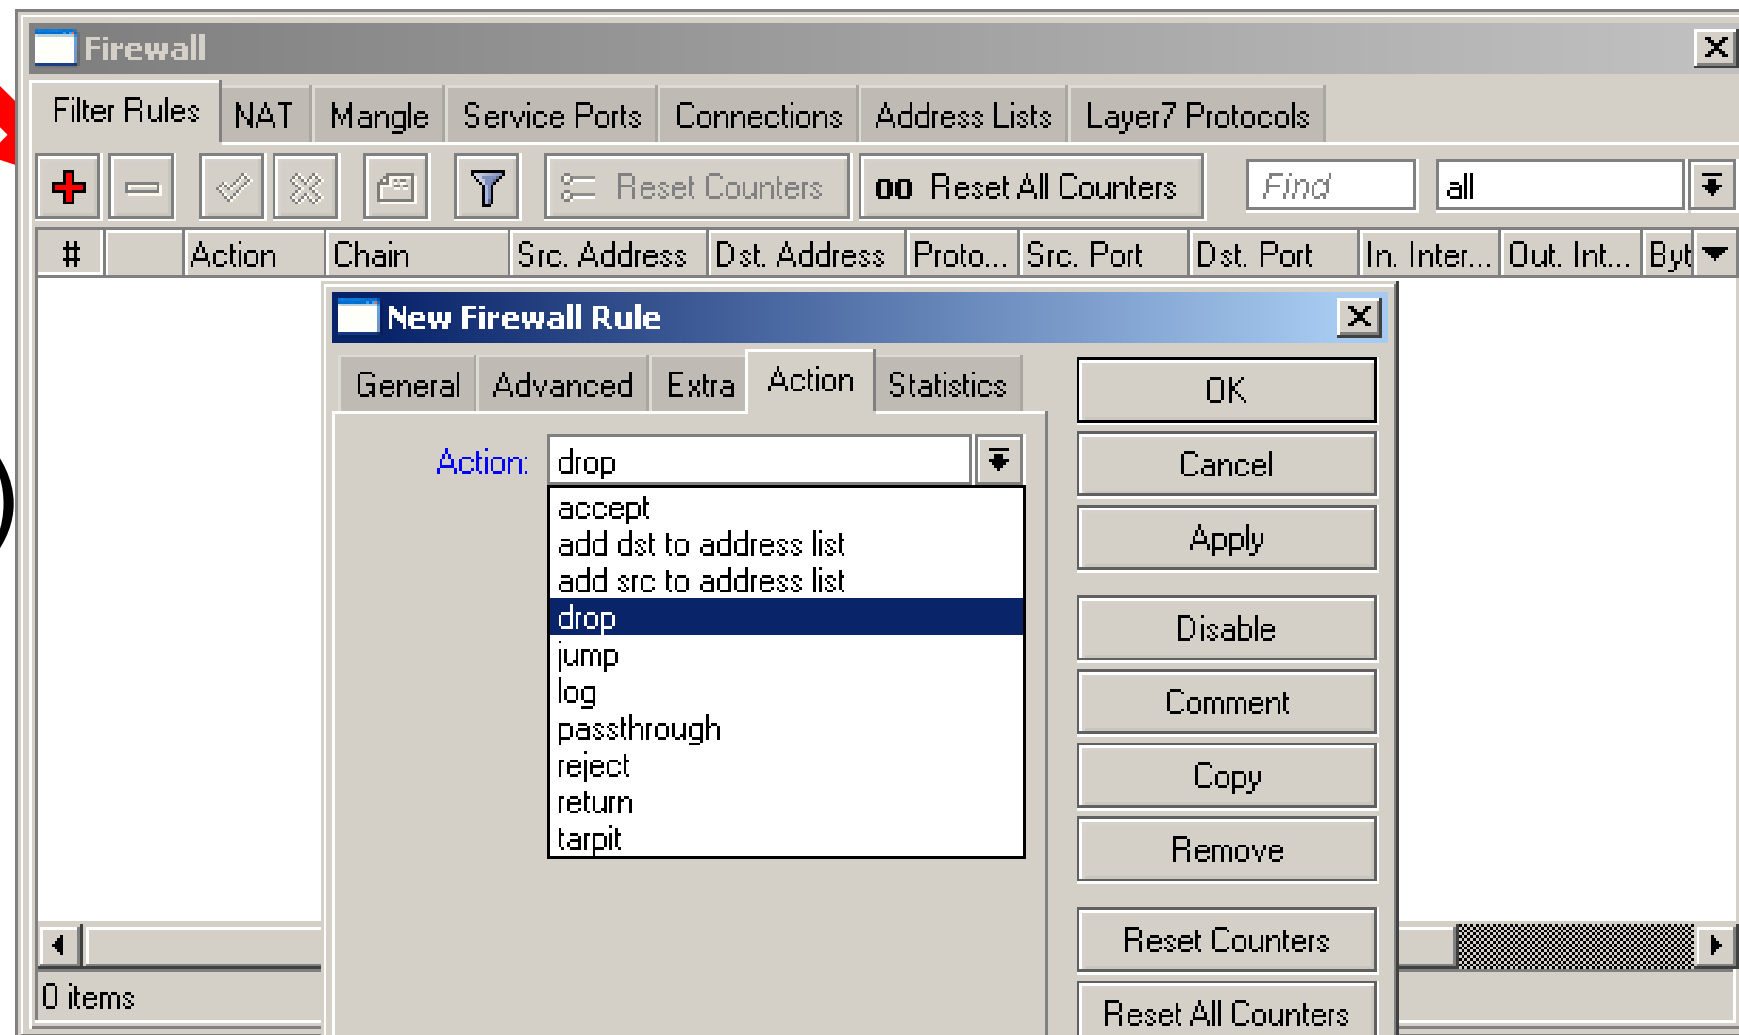 Firewall
Filter Rules NAT Mangle Service Ports Connections Address Lists Layer7 Protocols
Reset Counters 00 Reset All Counters Find all
# Action Chain Src. Address Dst. Address Proto... Src. Port Dst. Port In. Inter... Out. Int... Byt
New Firewall Rule
General Advanced Extra Action Statistics
Action: drop
accept
add dst to address list
add src to address list
drop
jump
log
passthrough
reject
return
tarpit
OK
Cancel
Apply
Disable
Comment
Copy
Remove
Reset Counters
Reset All Counters
0 items